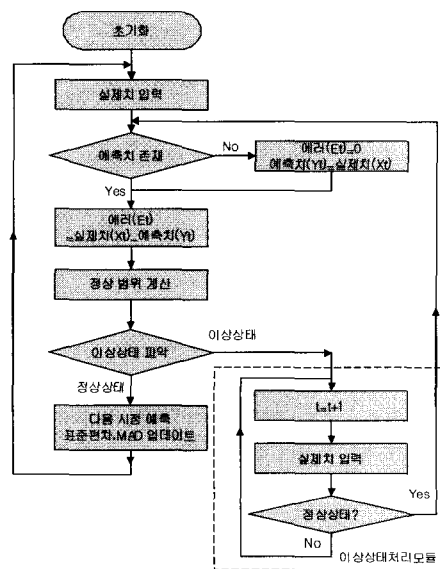 초기화
실제치 입력
예측치 존재
No
에러(Et)=0
예측치(Yt)=실제치(Xt)
Yes
에러(Et)
=실제치(Xt)-예측치(Yt)
정상 범위 계산
이상상태 파악
이상상태
정상상태
다음 시점 예측
표준편차,MAD 업데이트
t=t+1
실제치 입력
정상상태?
Yes
No
이상상태처리모듈